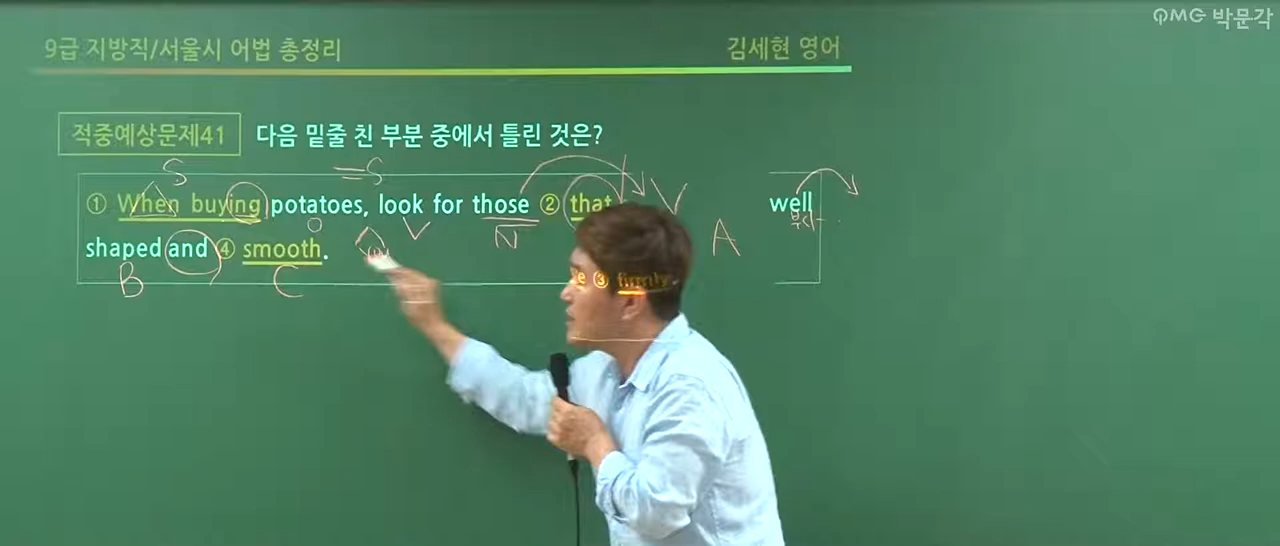 PMG 박문각
9급 지방직/서울시 어법 총정리 김세현 영어
적중예상문제41 다음 밑줄 친 부분 중에서 틀린 것은?
S =S
① When buying potatoes, look for those ② that well
O V N V A
e ③ firmly
shaped and ④ smooth.
B C